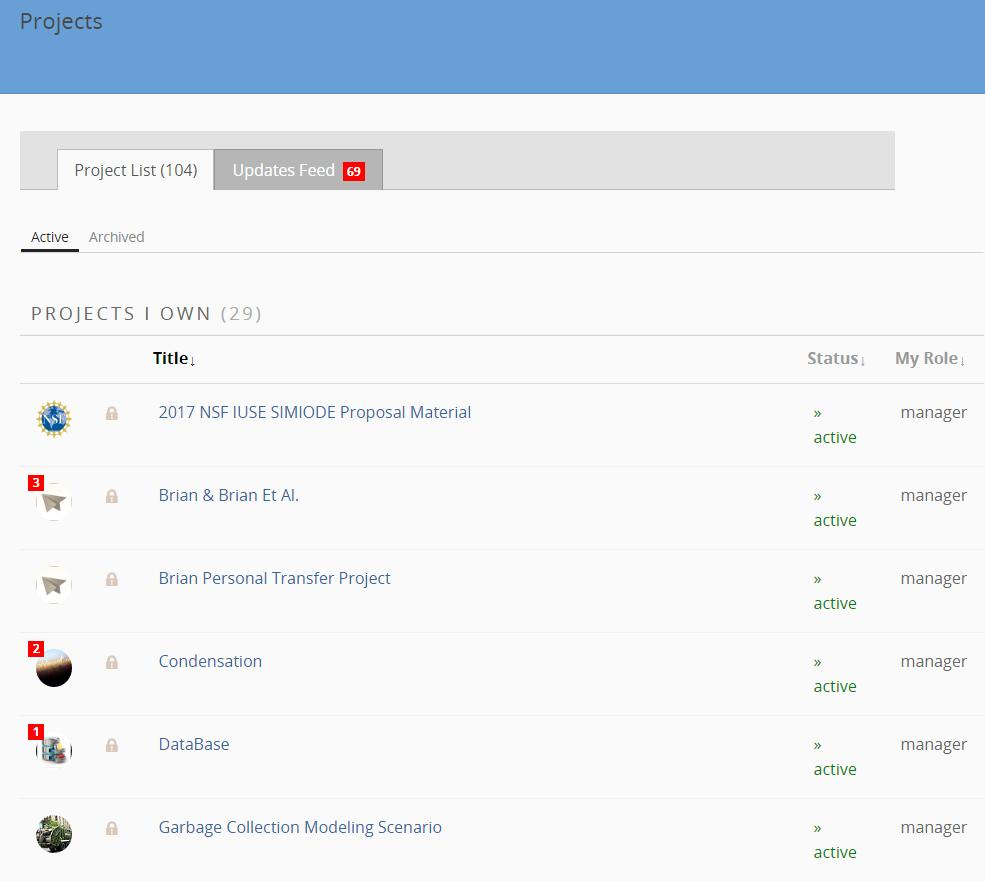 Projects
Project List (104)
Updates Feed 69
Active
Archived
PROJECTS I OWN (29)
Title↓
Status↓
My Role↓
NSF
2017 NSF IUSE SIMIODE Proposal Material
»
active
manager
3
Brian & Brian Et Al.
»
active
manager
Brian Personal Transfer Project
»
active
manager
2
Condensation
»
active
manager
1
DataBase
»
active
manager
Garbage Collection Modeling Scenario
»
active
manager